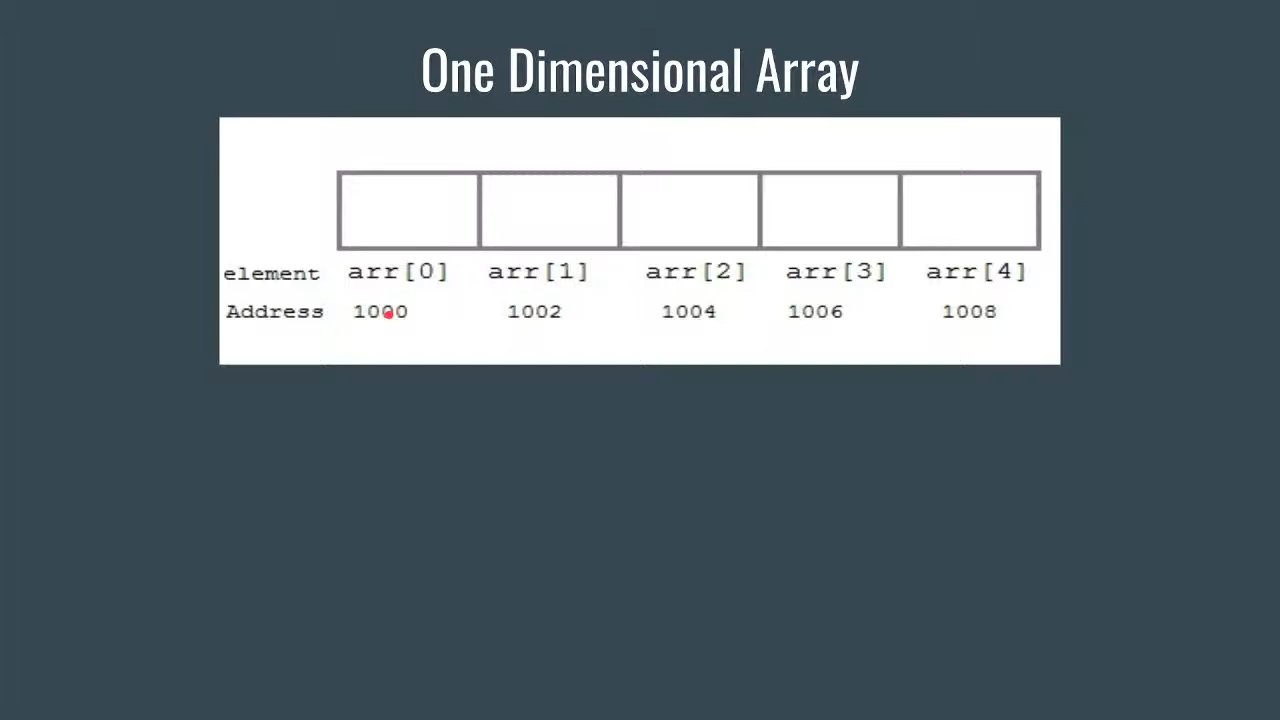 One Dimensional Array
element arr[0] arr[1] arr[2] arr[3] arr[4]
Address 1000 1002 1004 1006 1008